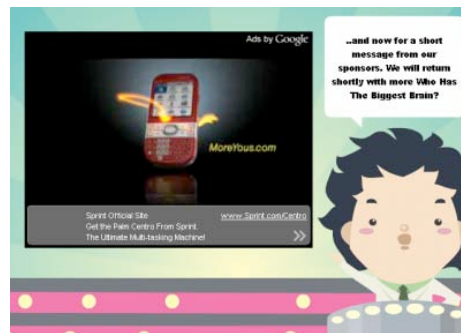 Ads by Google
MoreYous.com
Sprint Official Site
www.Sprint.com/Centro
Get the Palm Centro From Sprint.
The Ultimate Multi-tasking Machine!
..and now for a short
message from our
sponsors. We will return
shortly with more Who Has
The Biggest Brain?